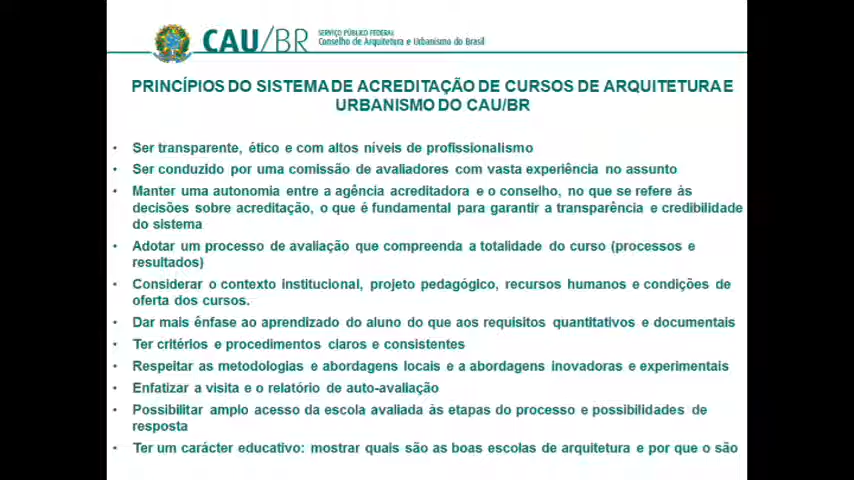 CAU/BR
SERVIÇO PÚBLICO FEDERAL
Conselho de Arquitetura e Urbanismo do Brasil
PRINCÍPIOS DO SISTEMA DE ACREDITAÇÃO DE CURSOS DE ARQUITETURA E
URBANISMO DO CAU/BR
• Ser transparente, ético e com altos níveis de profissionalismo
• Ser conduzido por uma comissão de avaliadores com vasta experiência no assunto
• Manter uma autonomia entre a agência acreditadora e o conselho, no que se refere às
decisões sobre acreditação, o que é fundamental para garantir a transparência e credibilidade
do sistema
• Adotar um processo de avaliação que compreenda a totalidade do curso (processos e
resultados)
• Considerar o contexto institucional, projeto pedagógico, recursos humanos e condições de
oferta dos cursos.
• Dar mais ênfase ao aprendizado do aluno do que aos requisitos quantitativos e documentais
• Ter critérios e procedimentos claros e consistentes
• Respeitar as metodologias e abordagens locais e a abordagens inovadoras e experimentais
• Enfatizar a visita e o relatório de auto-avaliação
• Possibilitar amplo acesso da escola avaliada às etapas do processo e possibilidades de
resposta
• Ter um carácter educativo: mostrar quais são as boas escolas de arquitetura e por que o são